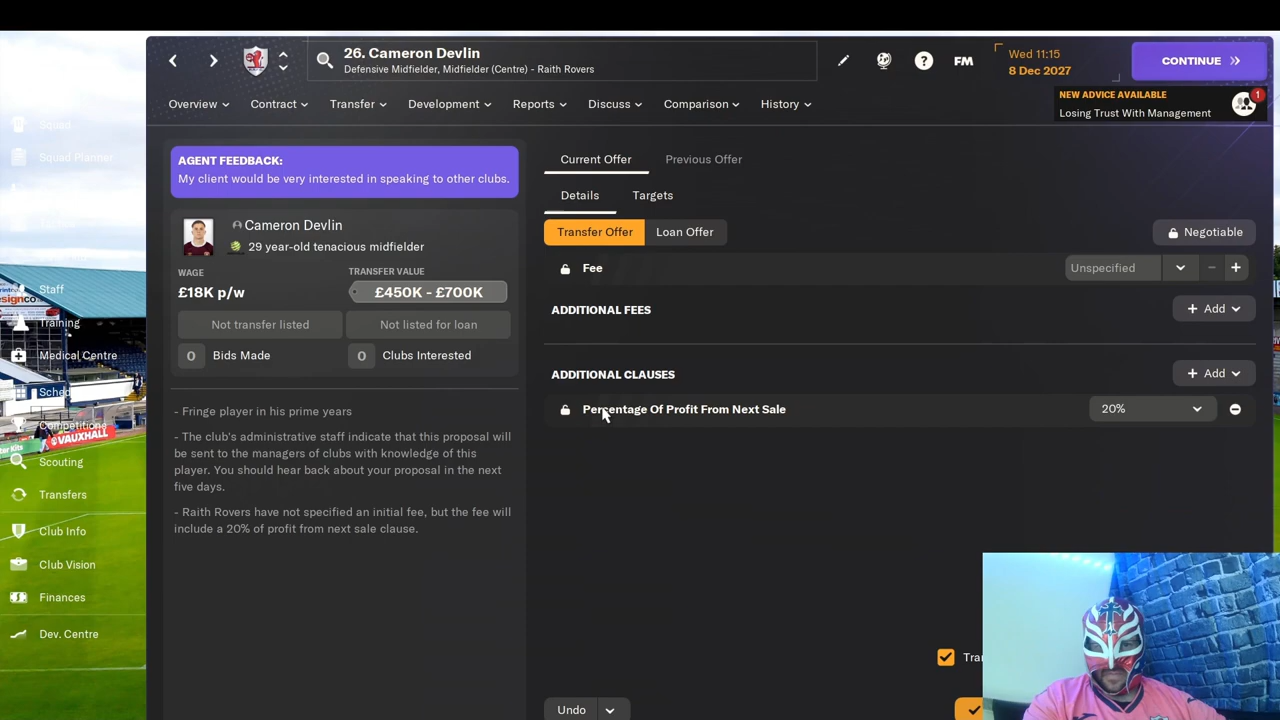 26. Cameron Devlin
Defensive Midfielder, Midfielder (Centre) - Raith Rovers
FM
Wed 11:15
8 Dec 2027
CONTINUE
Overview
Contract
Transfer
Development
Reports
Discuss
Comparison
History
NEW ADVICE AVAILABLE
Losing Trust With Management
1
Squad
Squad Planner
Staff
Training
Medical Centre
Sched
Competitions
Scouting
Transfers
Club Info
Club Vision
Finances
Dev. Centre
VAUXHALL
AGENT FEEDBACK:
My client would be very interested in speaking to other clubs.
Cameron Devlin
29 year-old tenacious midfielder
WAGE
£18K p/w
TRANSFER VALUE
£450K - £700K
Not transfer listed
Not listed for loan
0 Bids Made
0 Clubs Interested
- Fringe player in his prime years
- The club's administrative staff indicate that this proposal will
be sent to the managers of clubs with knowledge of this
player. You should hear back about your proposal in the next
five days.
- Raith Rovers have not specified an initial fee, but the fee will
include a 20% of profit from next sale clause.
Current Offer
Previous Offer
Details
Targets
Transfer Offer
Loan Offer
Negotiable
Fee
Unspecified
ADDITIONAL FEES
Add
ADDITIONAL CLAUSES
Add
Percentage Of Profit From Next Sale
20%
Tran
Undo